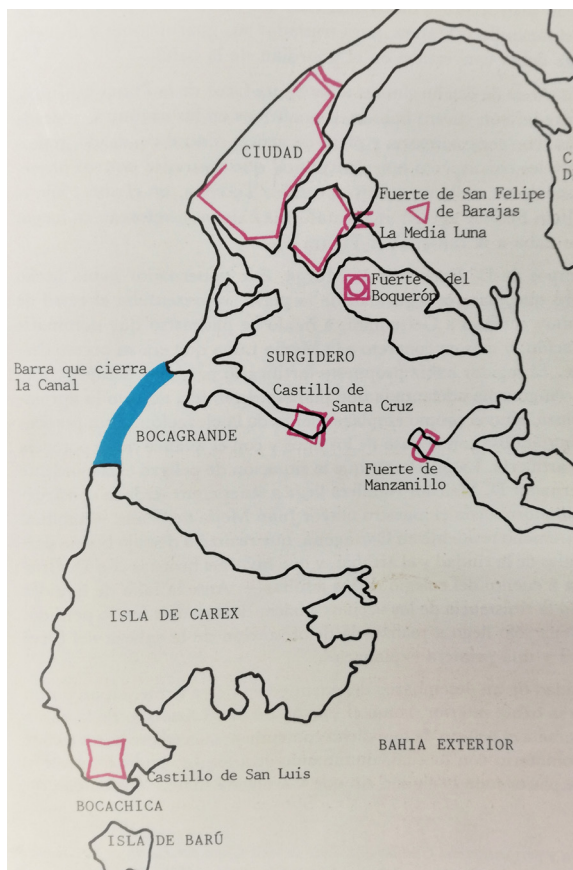 CIUDAD
Fuerte de San Felipe
de Barajas
La Media Luna
Fuerte del
Boquerón
SURGIDERO
Barra que cierra
la Canal
Castillo de
Santa Cruz
BOCAGRANDE
Fuerte de
Manzanillo
ISLA DE CAREX
BAHIA EXTERIOR
Castillo de San Luis
BOCACHICA
ISLA DE BARÚ